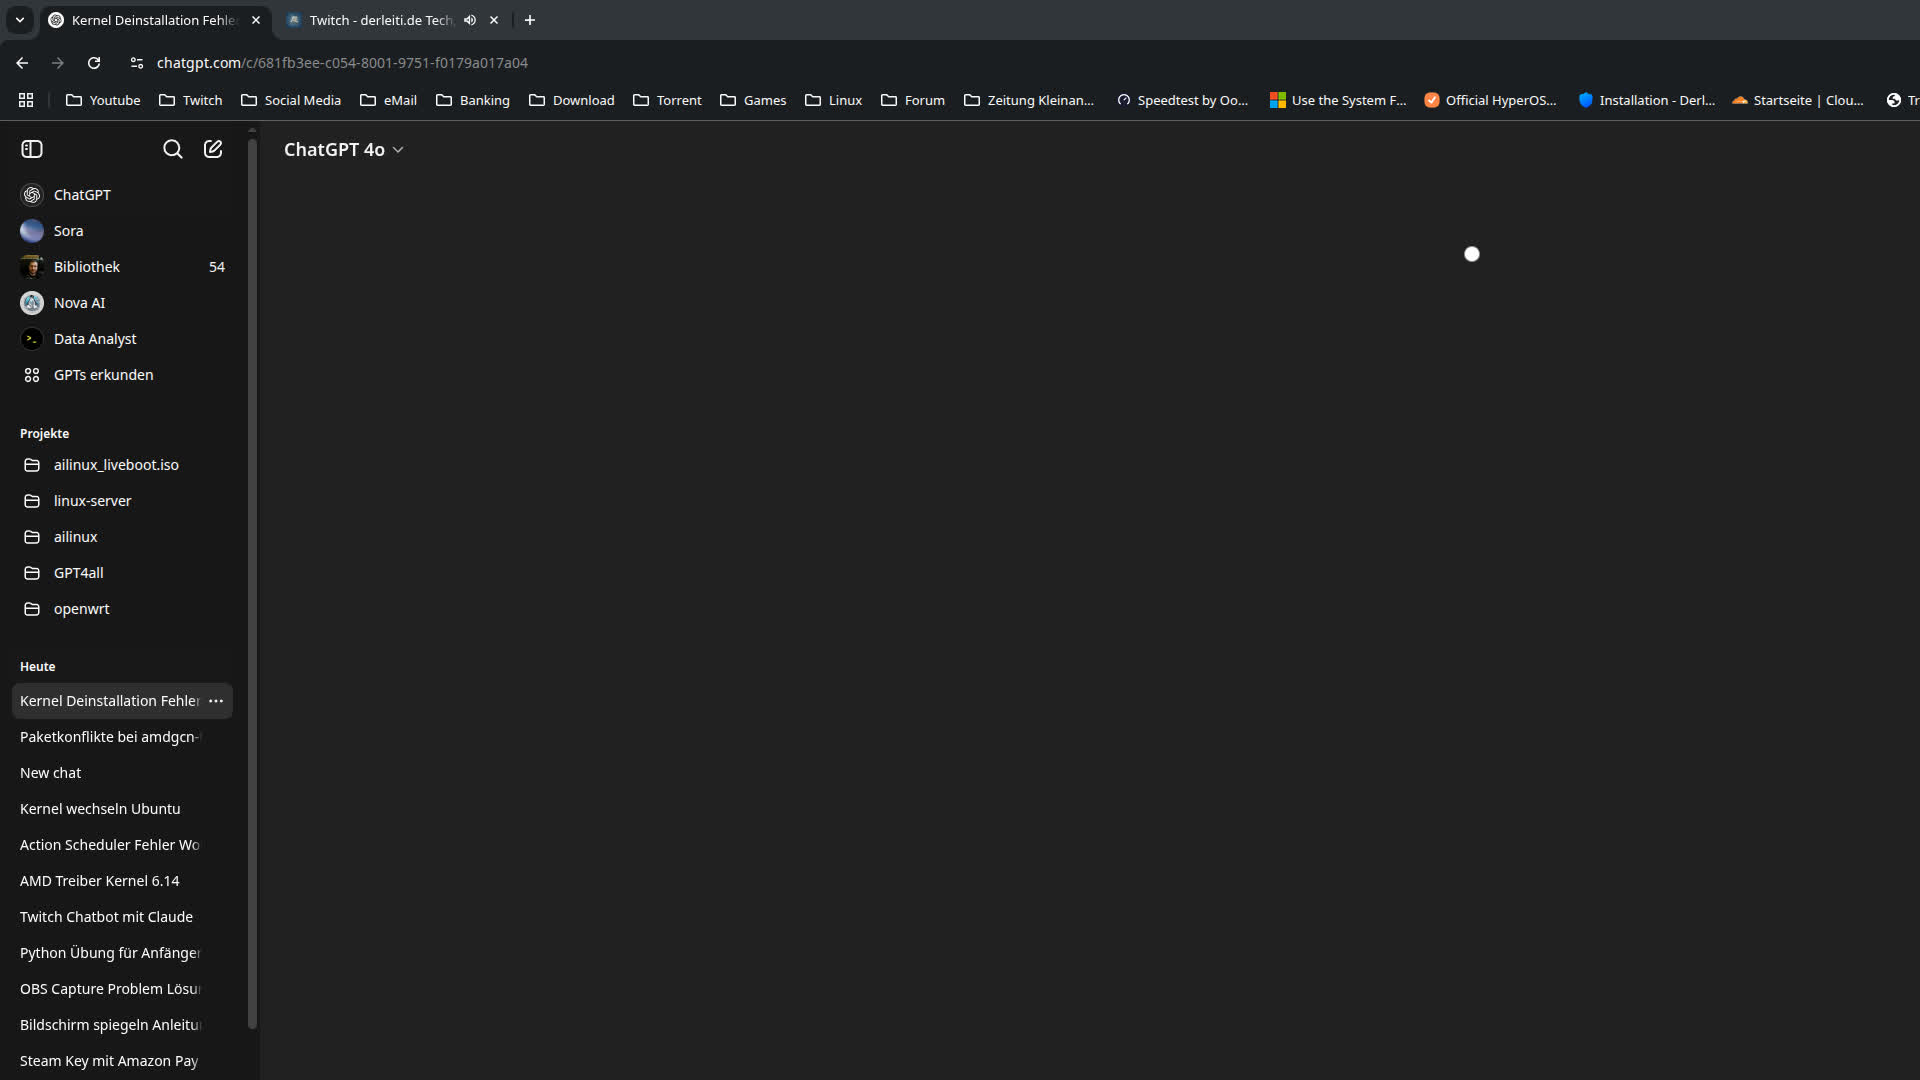 Kernel Deinstallation Fehle
Twitch - derleiti.de Tech
chatgpt.com/c/681fb3ee-c054-8001-9751-f0179a017a04
Youtube
Twitch
Social Media
eMail
Banking
Download
Torrent
Games
Linux
Forum
Zeitung Kleinan...
Speedtest by Oo...
Use the System F...
Official HyperOS...
Installation - Derl...
Startseite | Clou...
Tr
ChatGPT 4o
ChatGPT
Sora
Bibliothek 54
Nova AI
Data Analyst
GPTs erkunden
Projekte
ailinux_liveboot.iso
linux-server
ailinux
GPT4all
openwrt
Heute
Kernel Deinstallation Fehler
Paketkonflikte bei amdgcn-
New chat
Kernel wechseln Ubuntu
Action Scheduler Fehler Wo
AMD Treiber Kernel 6.14
Twitch Chatbot mit Claude
Python Übung für Anfänger
OBS Capture Problem Lösu
Bildschirm spiegeln Anleitu
Steam Key mit Amazon Pay